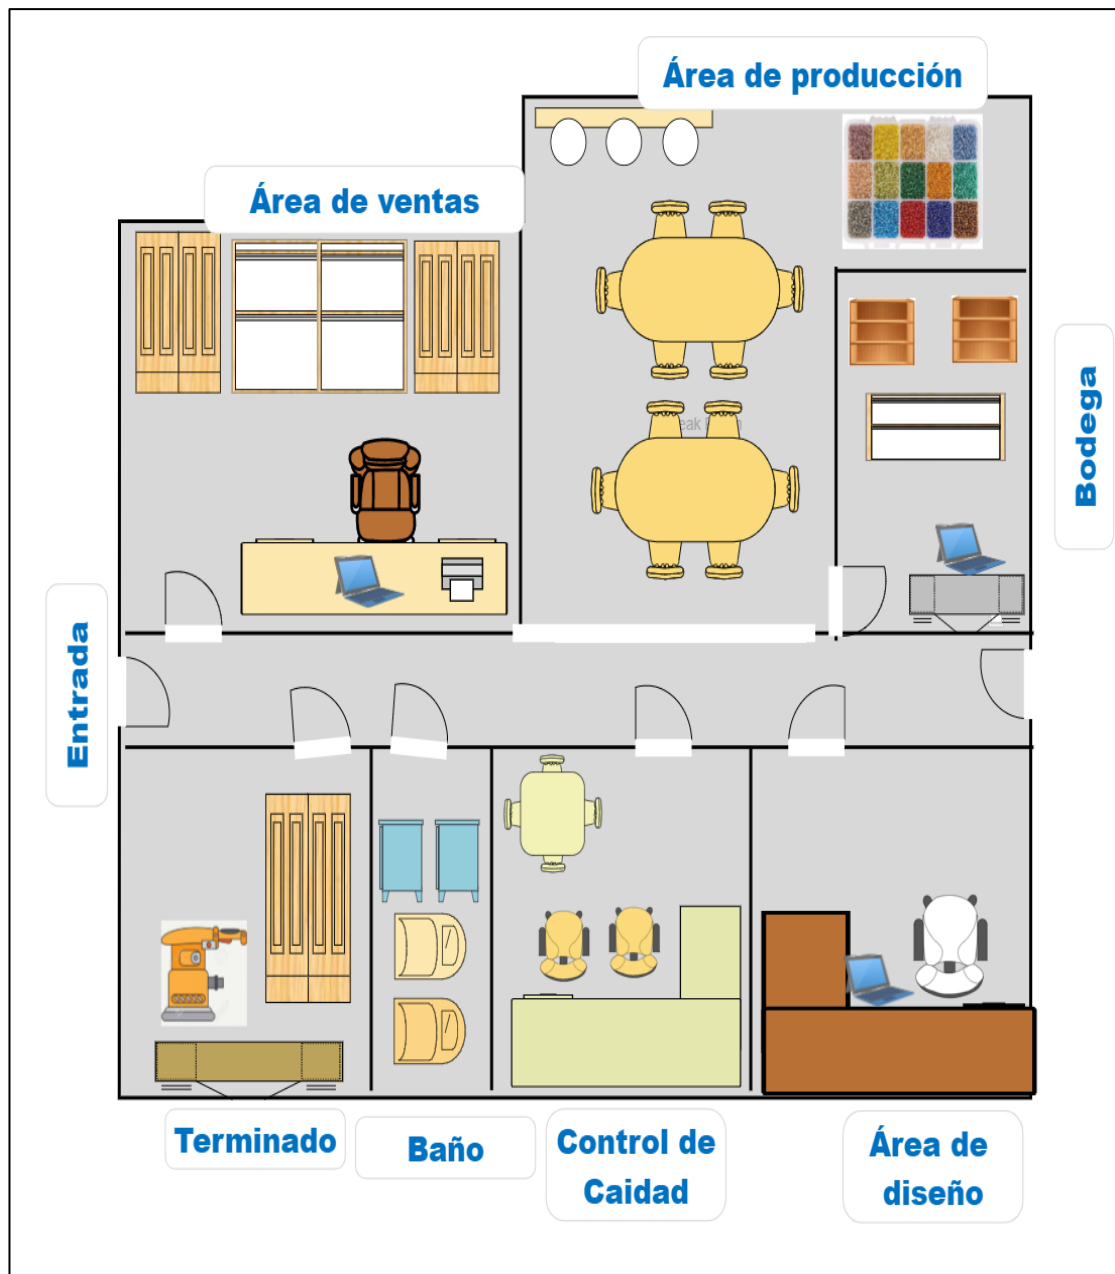 Área de producción
Área de ventas
Bodega
Entrada
Terminado
Baño
Control de
Caidad
Área de
diseño